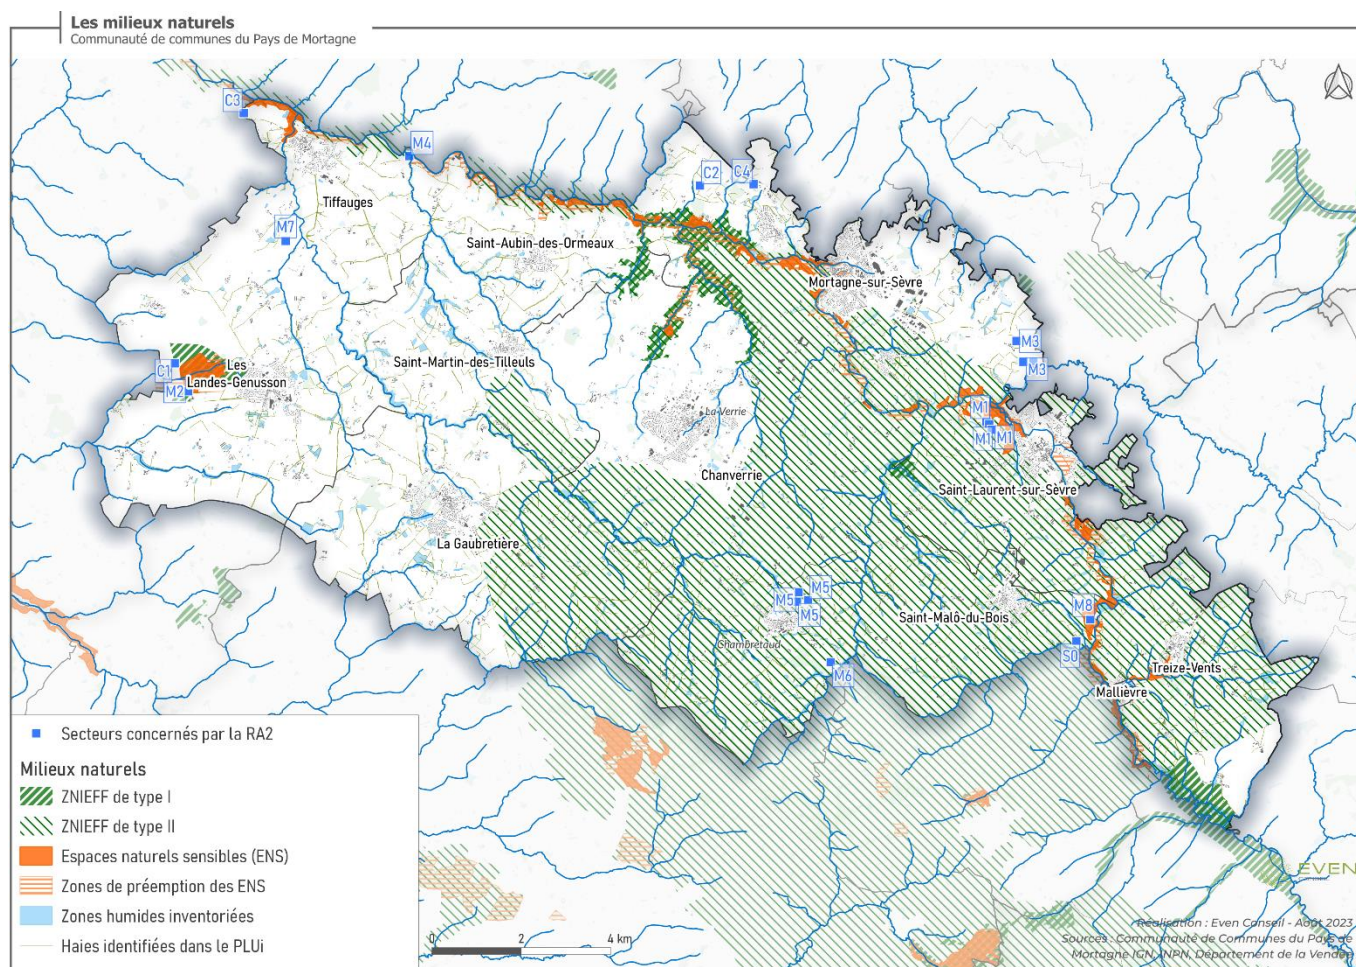 Les milieux naturels
Communauté de communes du Pays de Mortagne
C3
M4
C2
C4
Tiffauges
M7
Saint-Aubin-des-Ormeaux
Mortagne-sur-Sèvre
M3
M3
Saint-Martin-des-Tilleuls
C1
Les
Landes-Genusson
M2
La Verrie
M1
M1
M1
Chanverrie
Saint-Laurent-sur-Sèvre
La Gaubretière
M5
M5
M5
M8
Saint-Malô-du-Bois
Chambretaud
S0
M6
Treize-Vents
Mallièvre
Secteurs concernés par la RA2
Milieux naturels
ZNIEFF de type I
ZNIEFF de type II
Espaces naturels sensibles (ENS)
Zones de préemption des ENS
Zones humides inventoriées
Haies identifiées dans le PLUi
0 2 4 km
EVEN
Réalisation : Even Conseil - Août 2023
Sources : Communauté de Communes du Pays de
Mortagne IGN, INPN, Département de la Vendée